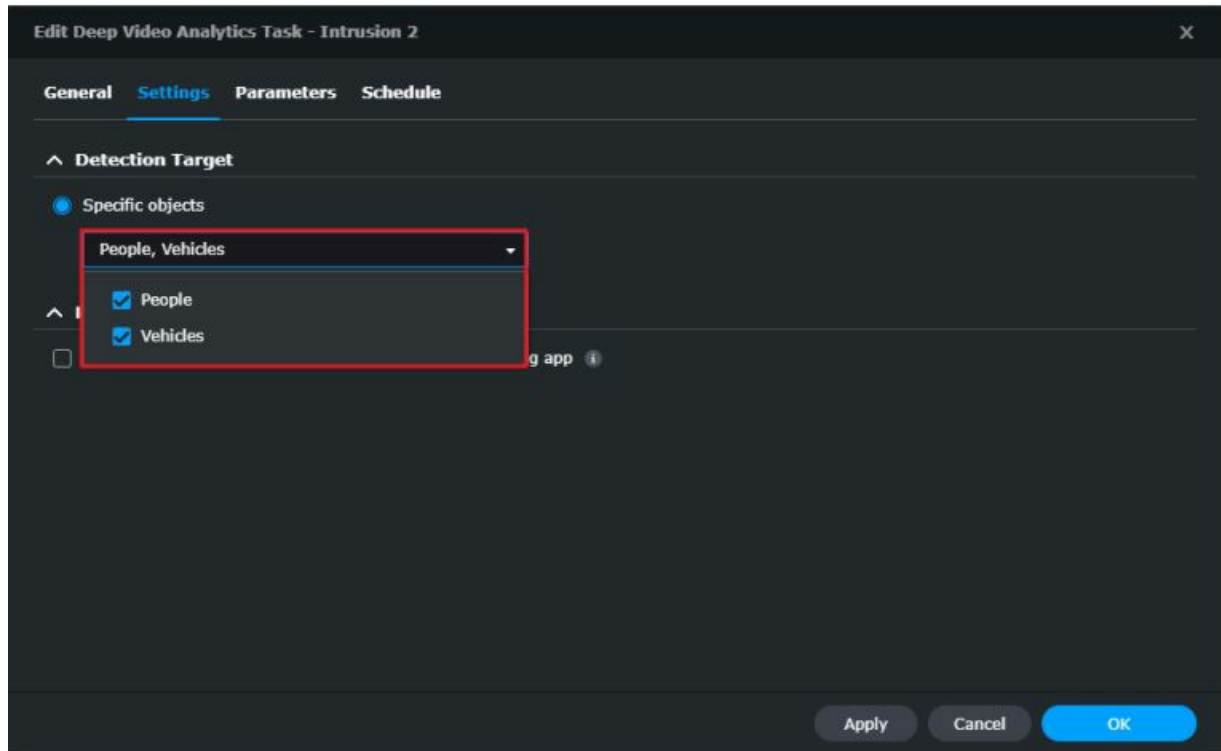 Edit Deep Video Analytics Task - Intrusion 2
General Settings Parameters Schedule
Detection Target
Specific objects
People, Vehicles
People
Vehicles
g app
Apply Cancel OK